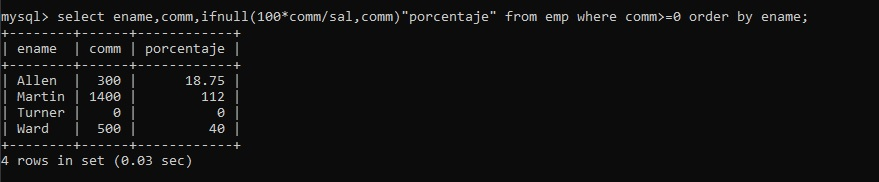 mysql> select ename,comm,ifnull(100*comm/sal,comm)"porcentaje" from emp where comm>=0 order by ename;
+--------+------+------------+
| ename  | comm | porcentaje |
+--------+------+------------+
| Allen  |  300 |      18.75 |
| Martin | 1400 |        112 |
| Turner |    0 |          0 |
| Ward   |  500 |         40 |
+--------+------+------------+
4 rows in set (0.03 sec)